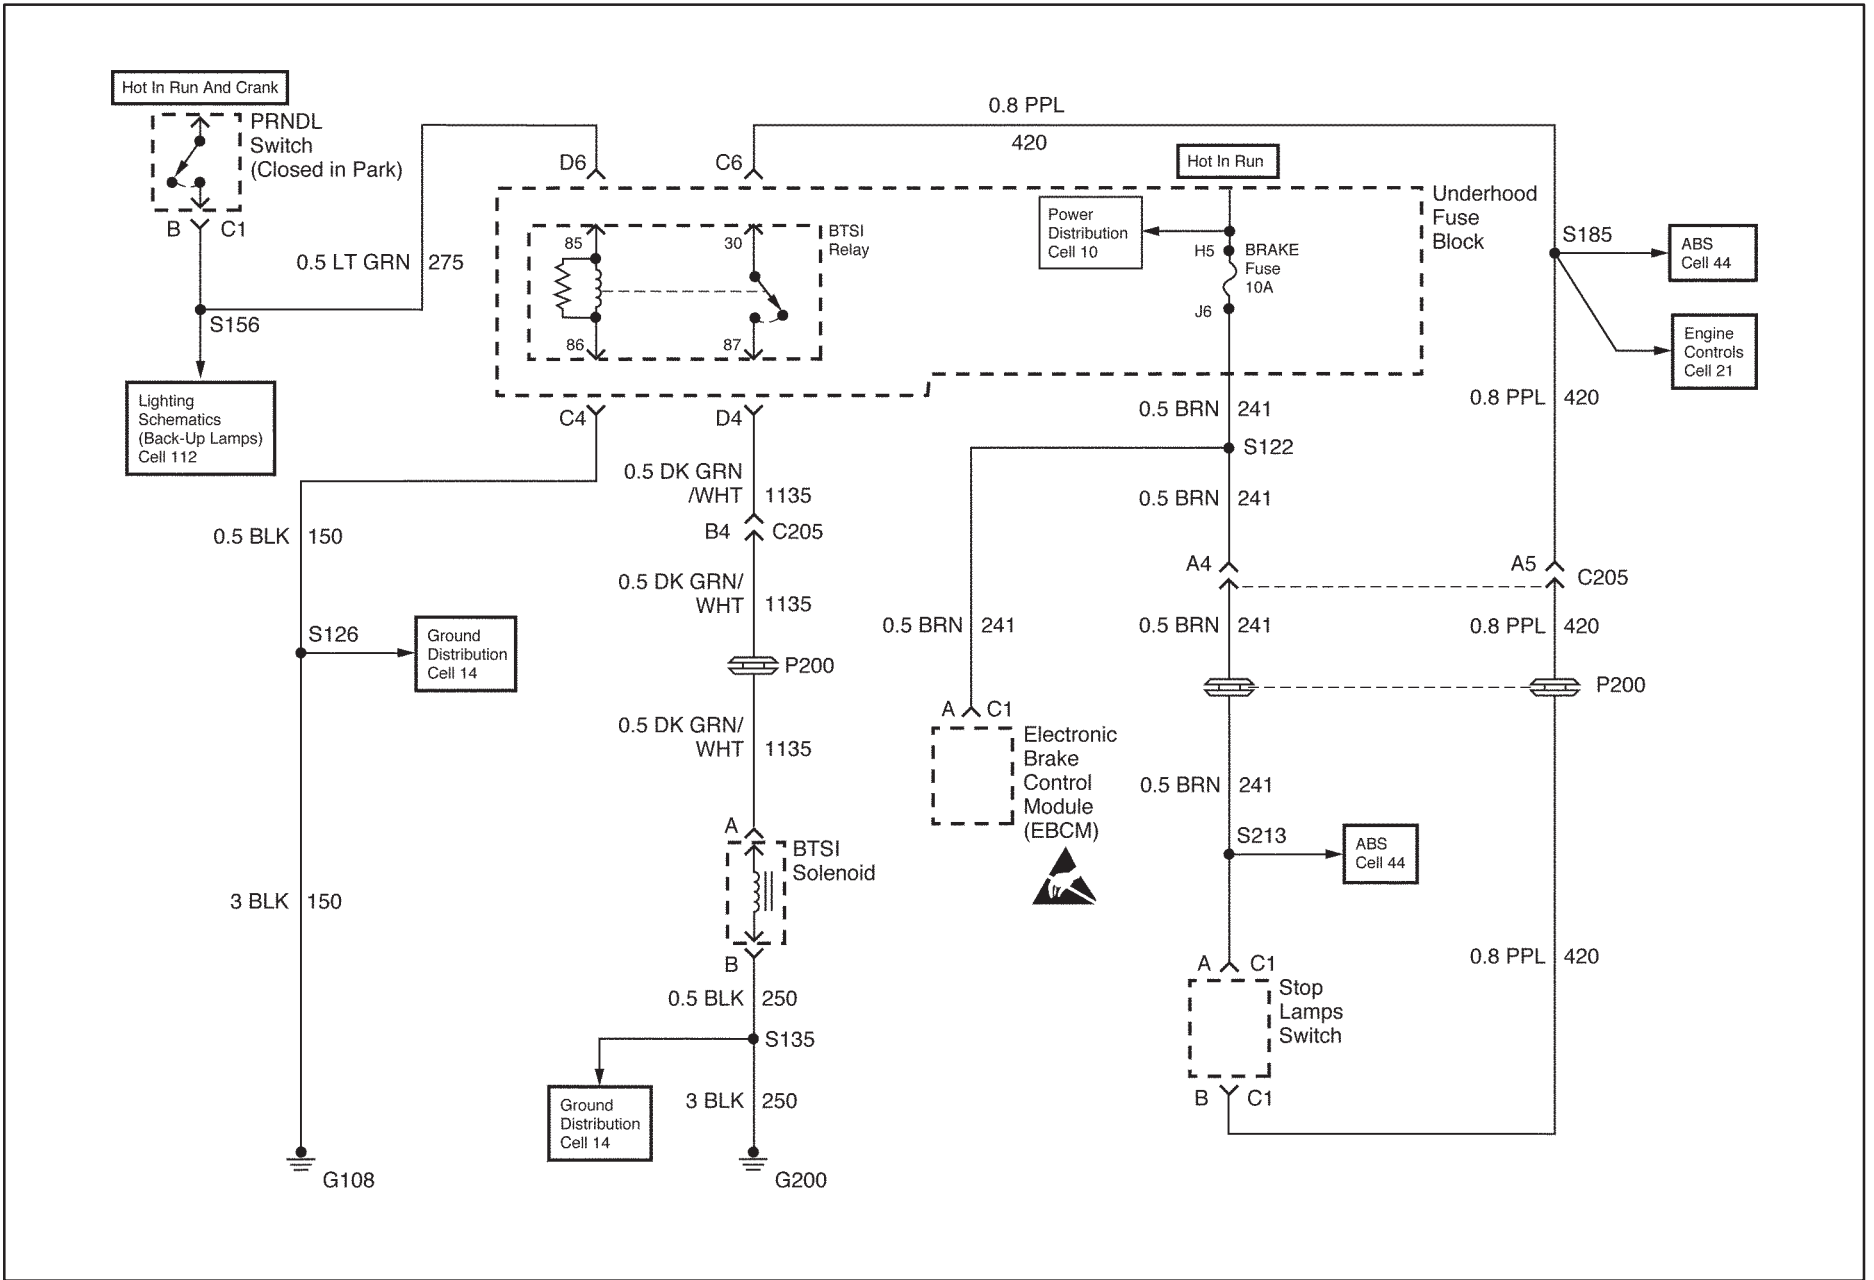 Hot In Run And Crank
PRNDL
Switch
(Closed in Park)
B
C1
0.5 LT GRN
275
S156
Lighting
Schematics
(Back-Up Lamps)
Cell 112
D6
C6
0.8 PPL
420
Hot In Run
Underhood
Fuse
Block
Power
Distribution
Cell 10
H5
BRAKE
Fuse
10A
J6
85
30
BTSI
Relay
86
87
S185
ABS
Cell 44
Engine
Controls
Cell 21
C4
D4
0.5 BRN
241
0.8 PPL
420
S122
0.5 DK GRN
/WHT
1135
0.5 BRN
241
B4
C205
0.5 BLK
150
A4
A5
C205
0.5 DK GRN/
WHT
1135
0.5 BRN
241
0.5 BRN
241
0.8 PPL
420
S126
Ground
Distribution
Cell 14
P200
P200
A
C1
Electronic
Brake
Control
Module
(EBCM)
0.5 DK GRN/
WHT
1135
0.5 BRN
241
S213
ABS
Cell 44
A
BTSI
Solenoid
B
3 BLK
150
0.8 PPL
420
A
C1
Stop
Lamps
Switch
B
C1
0.5 BLK
250
S135
3 BLK
250
Ground
Distribution
Cell 14
G108
G200